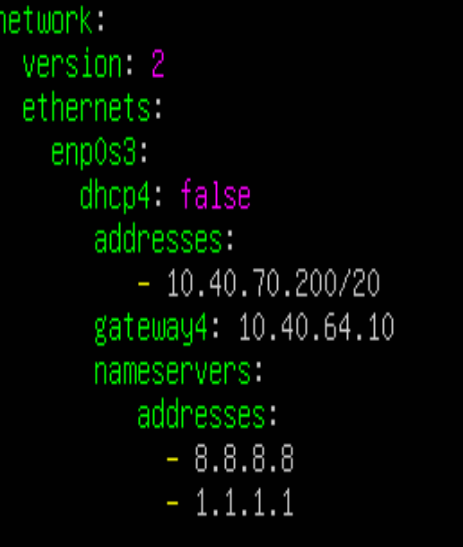 network:
  version: 2
  ethernets:
    enp0s3:
      dhcp4: false
       addresses:
          - 10.40.70.200/20
       gateway4: 10.40.64.10
       nameservers:
          addresses:
            - 8.8.8.8
            - 1.1.1.1